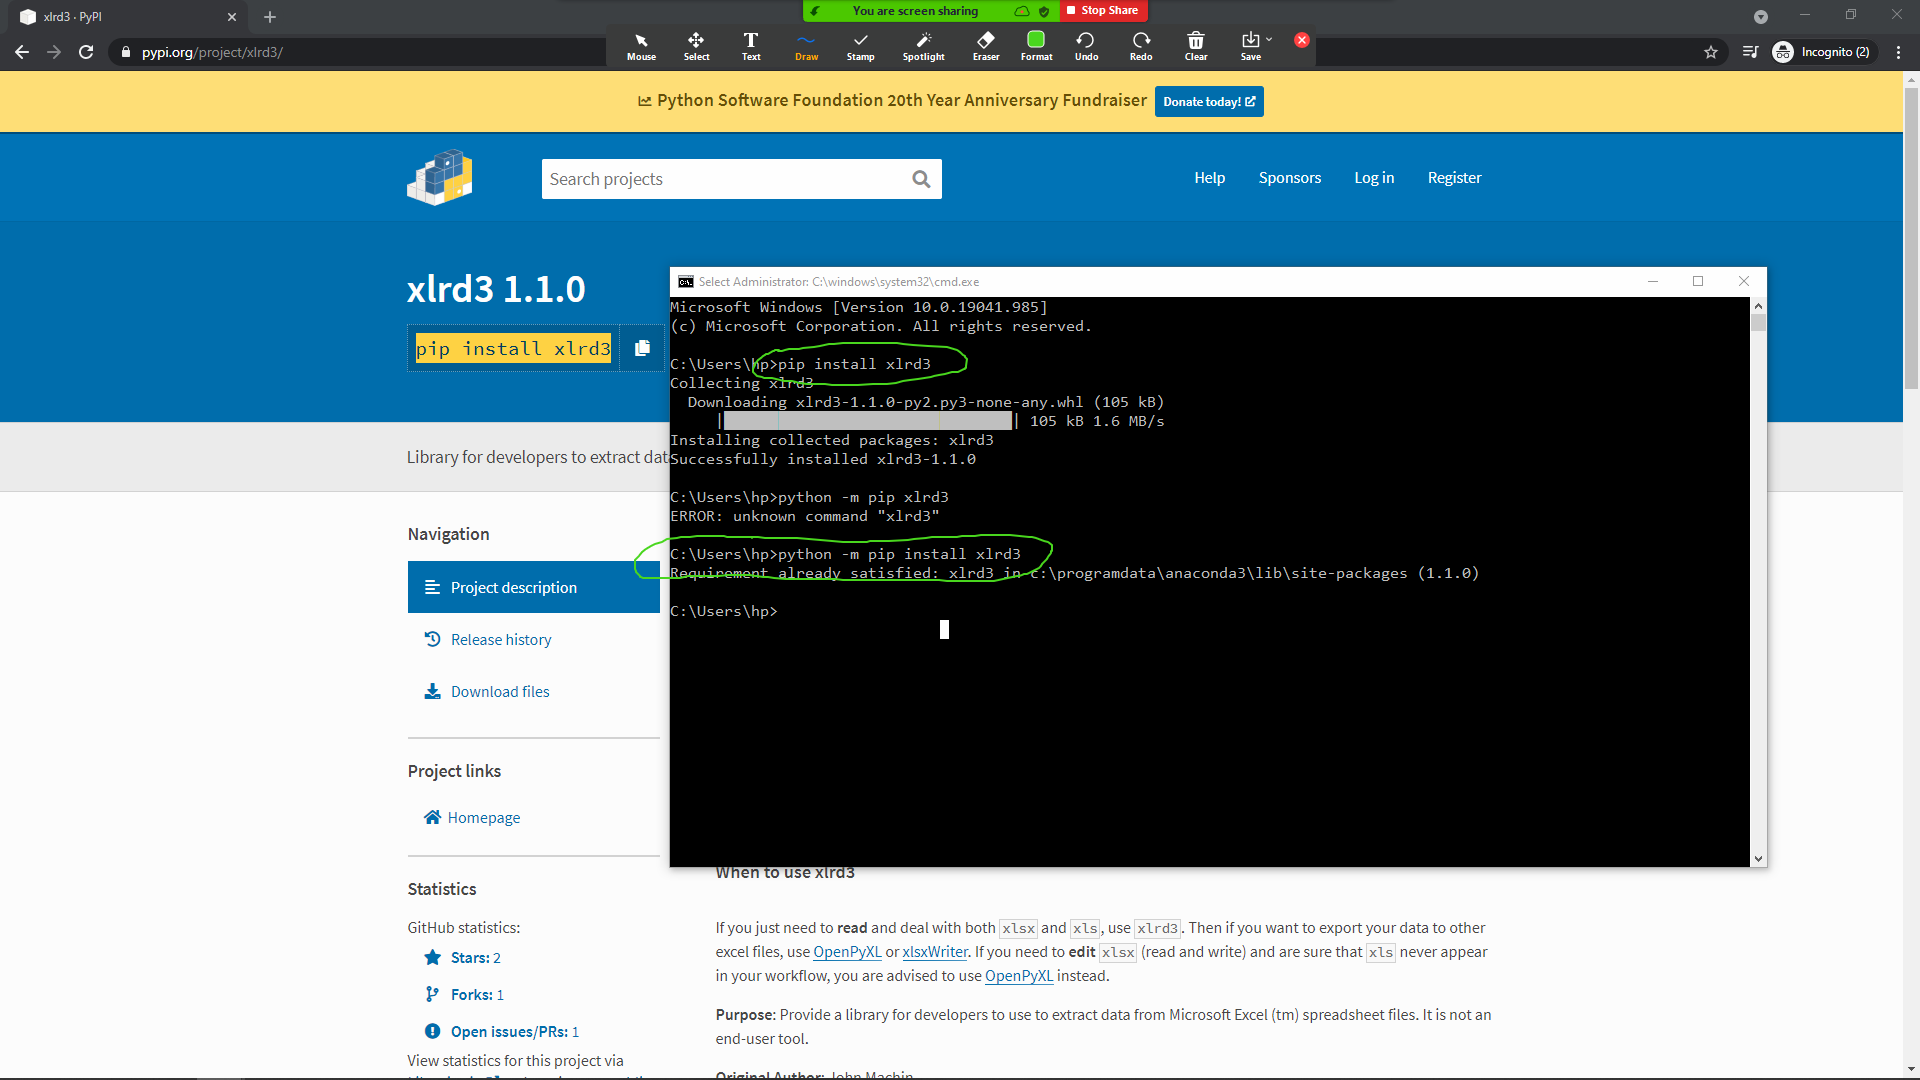 xlrd3 · PyPI
You are screen sharing
Stop Share
pypi.org/project/xlrd3/
Mouse
Select
Text
Draw
Stamp
Spotlight
Eraser
Format
Undo
Redo
Clear
Save
Incognito (2)
Python Software Foundation 20th Year Anniversary Fundraiser
Donate today!
Search projects
Help
Sponsors
Log in
Register
xlrd3 1.1.0
pip install xlrd3
Library for developers to extract dat
Select Administrator: C:\windows\system32\cmd.exe
Microsoft Windows [Version 10.0.19041.985]
(c) Microsoft Corporation. All rights reserved.
C:\Users\hp>pip install xlrd3
Collecting xlrd3
Downloading xlrd3-1.1.0-py2.py3-none-any.whl (105 kB)
| | 105 kB 1.6 MB/s
Installing collected packages: xlrd3
Successfully installed xlrd3-1.1.0
C:\Users\hp>python -m pip xlrd3
ERROR: unknown command "xlrd3"
C:\Users\hp>python -m pip install xlrd3
Requirement already satisfied: xlrd3 in c:\programdata\anaconda3\lib\site-packages (1.1.0)
C:\Users\hp>
Navigation
Project description
Release history
Download files
Project links
Homepage
Statistics
GitHub statistics:
Stars: 2
Forks: 1
Open issues/PRs: 1
View statistics for this project via
When to use xlrd3
If you just need to read and deal with both xlsx and xls, use xlrd3. Then if you want to export your data to other
excel files, use OpenPyXL or xlsxWriter. If you need to edit xlsx (read and write) and are sure that xls never appear
in your workflow, you are advised to use OpenPyXL instead.
Purpose: Provide a library for developers to use to extract data from Microsoft Excel (tm) spreadsheet files. It is not an
end-user tool.
Original Author: John Machin